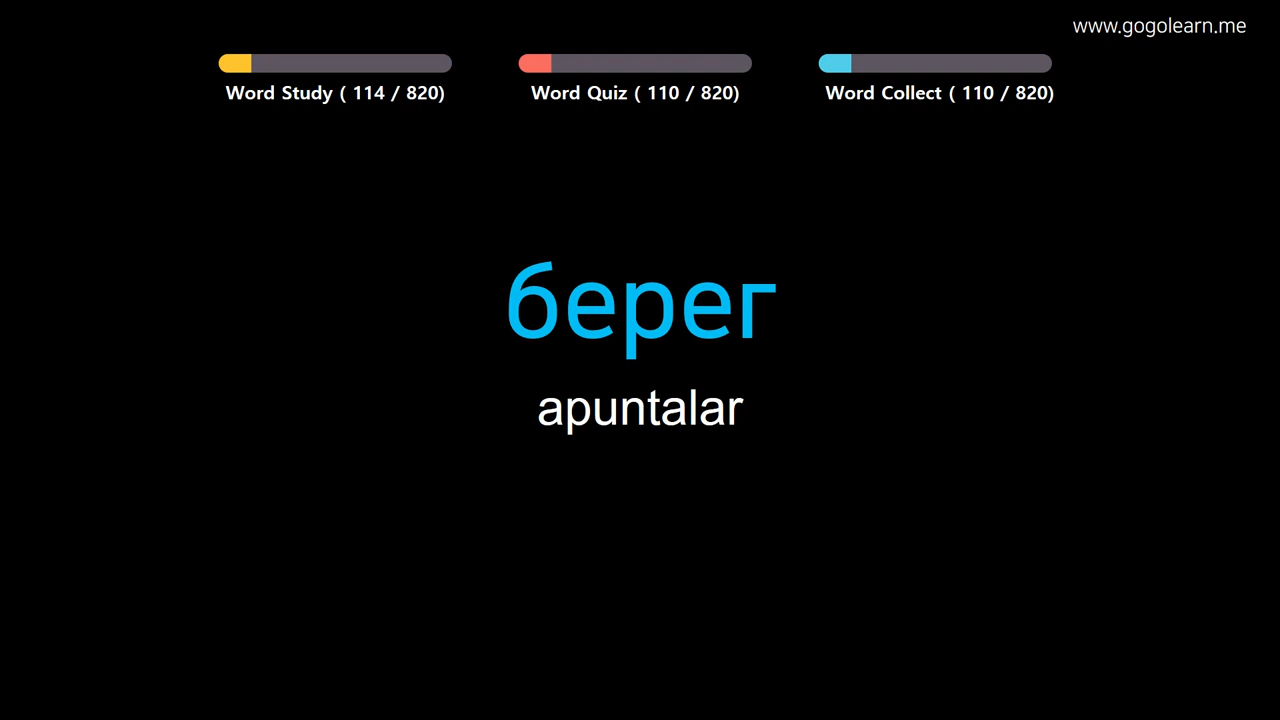 www.gogolearn.me
Word Study ( 114 / 820)
Word Quiz ( 110 / 820)
Word Collect ( 110 / 820)
берег
apuntalar